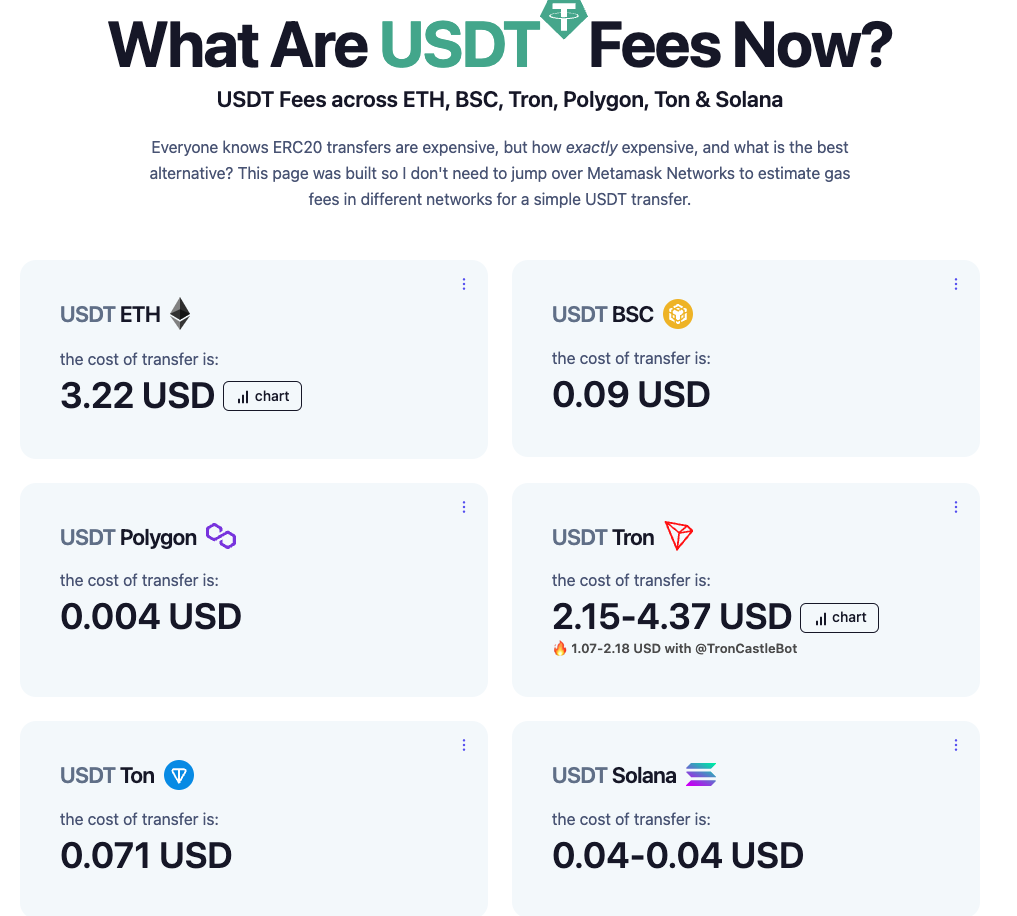 What Are USDT Fees Now?
USDT Fees across ETH, BSC, Tron, Polygon, Ton & Solana
Everyone knows ERC20 transfers are expensive, but how exactly expensive, and what is the best
alternative? This page was built so I don't need to jump over Metamask Networks to estimate gas
fees in different networks for a simple USDT transfer.
USDT ETH
the cost of transfer is:
3.22 USD chart
USDT BSC
the cost of transfer is:
0.09 USD
USDT Polygon
the cost of transfer is:
0.004 USD
USDT Tron
the cost of transfer is:
2.15-4.37 USD chart
🔥 1.07-2.18 USD with @TronCastleBot
USDT Ton
the cost of transfer is:
0.071 USD
USDT Solana
the cost of transfer is:
0.04-0.04 USD